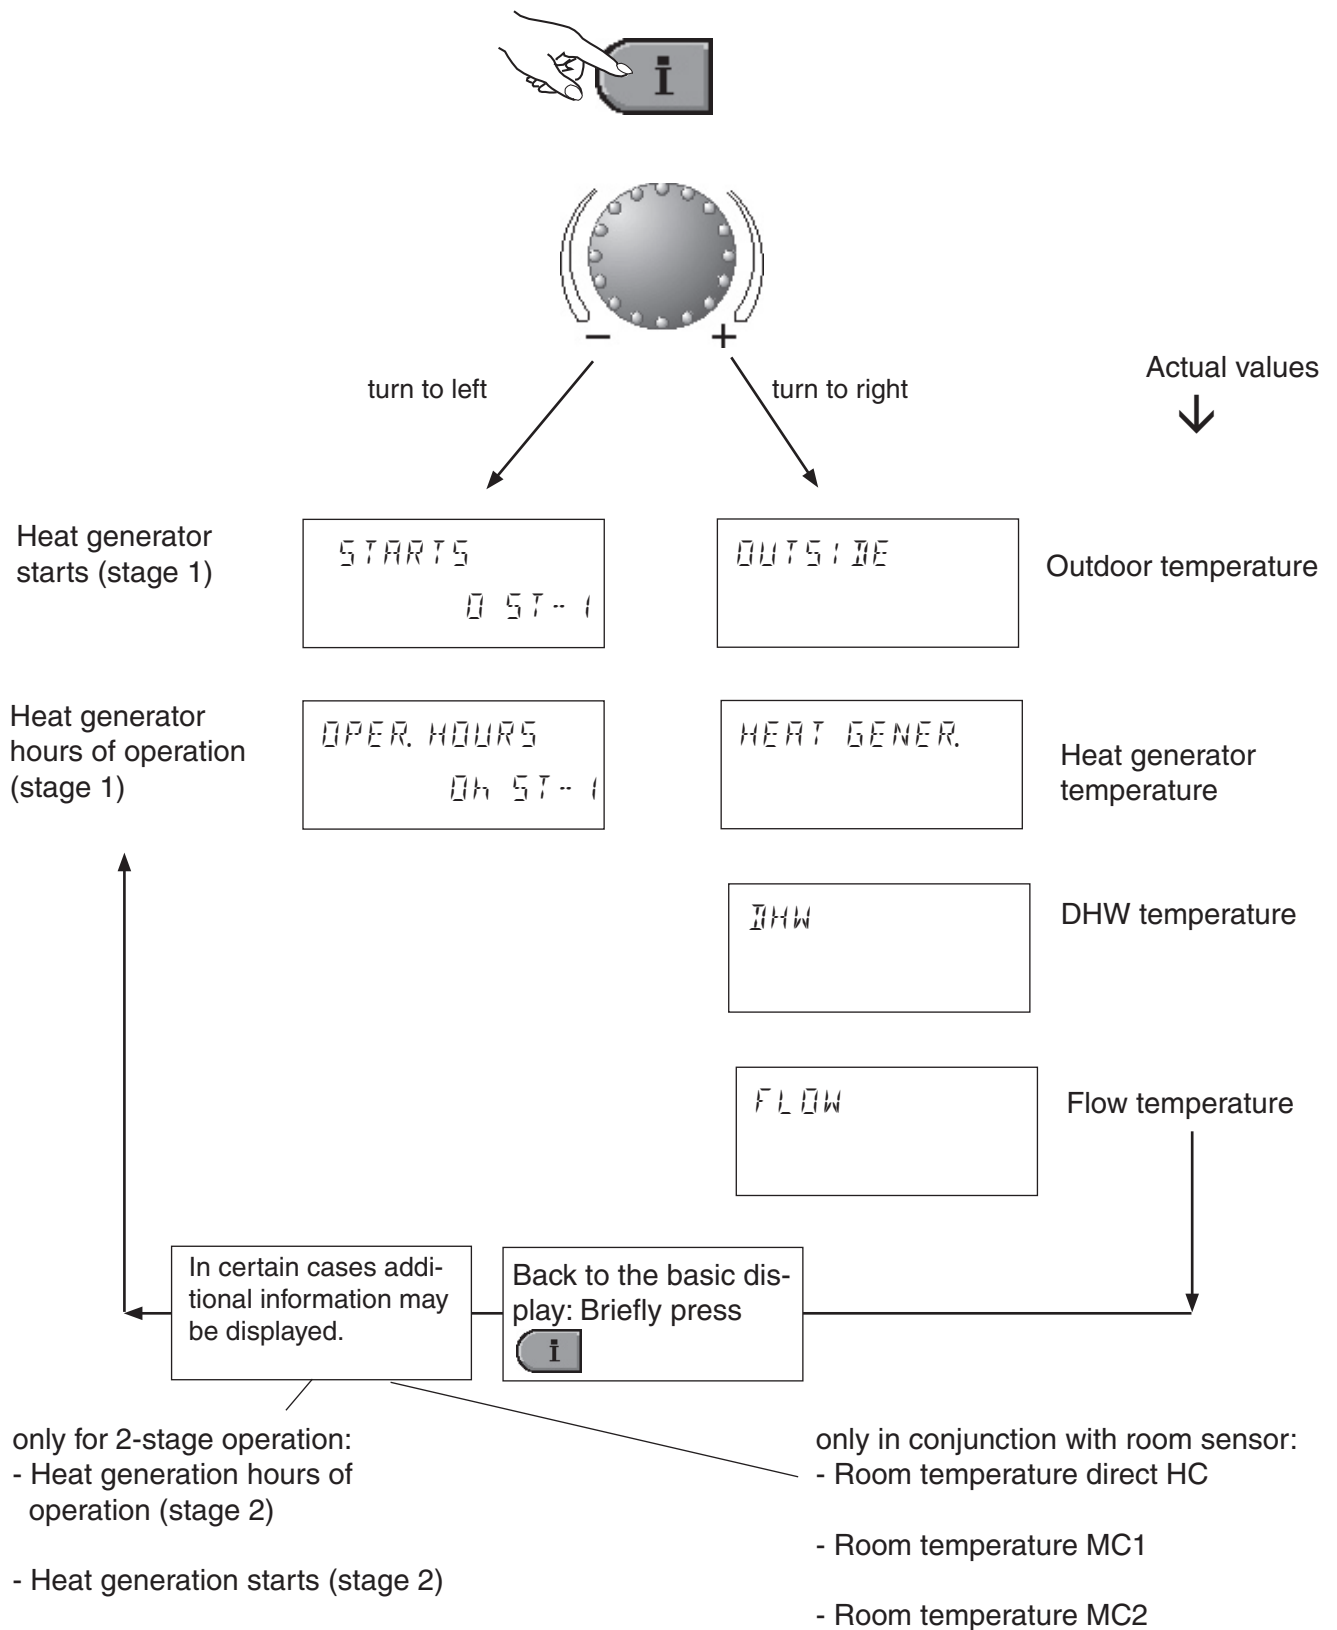 i
–
+
turn to left
turn to right
Actual values
Heat generator
starts (stage 1)
STARTS
0 ST-1
OUTSIDE
Outdoor temperature
Heat generator
hours of operation
(stage 1)
OPER. HOURS
0h ST-1
HEAT GENER.
Heat generator
temperature
DHW
DHW temperature
FLOW
Flow temperature
In certain cases addi-
tional information may
be displayed.
Back to the basic dis-
play: Briefly press
i
only for 2-stage operation:
- Heat generation hours of
operation (stage 2)
- Heat generation starts (stage 2)
only in conjunction with room sensor:
- Room temperature direct HC
- Room temperature MC1
- Room temperature MC2